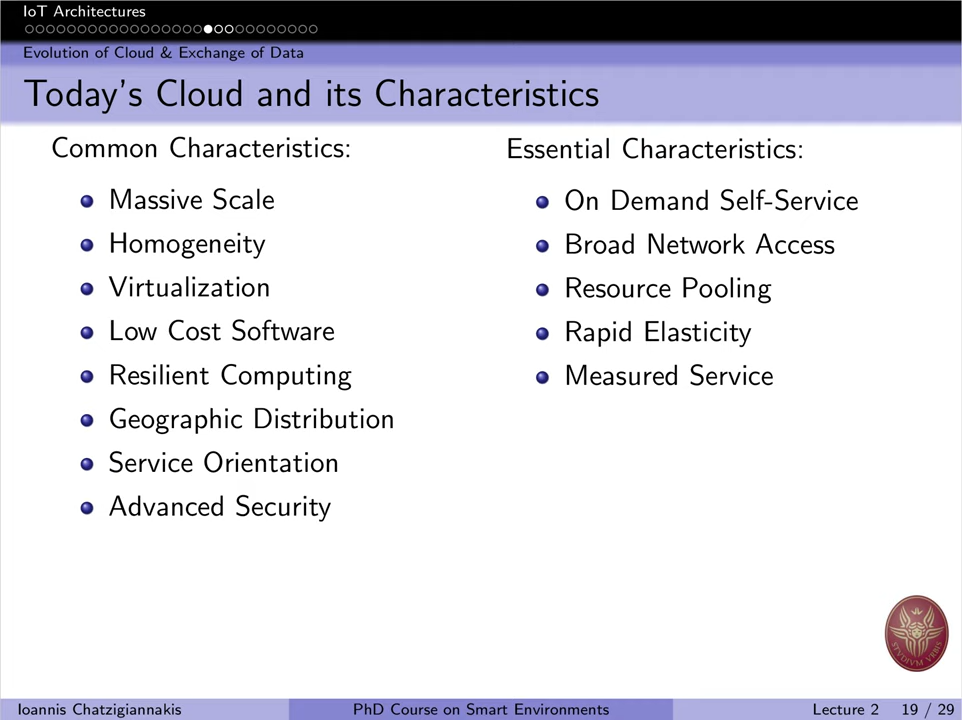 IoT Architectures
Evolution of Cloud & Exchange of Data
Today's Cloud and its Characteristics
Common Characteristics:
Massive Scale
Homogeneity
Virtualization
Low Cost Software
Resilient Computing
Geographic Distribution
Service Orientation
Advanced Security
Essential Characteristics:
On Demand Self-Service
Broad Network Access
Resource Pooling
Rapid Elasticity
Measured Service
STVDIVM VRBIS
Ioannis Chatzigiannakis
PhD Course on Smart Environments
Lecture 2 19 / 29